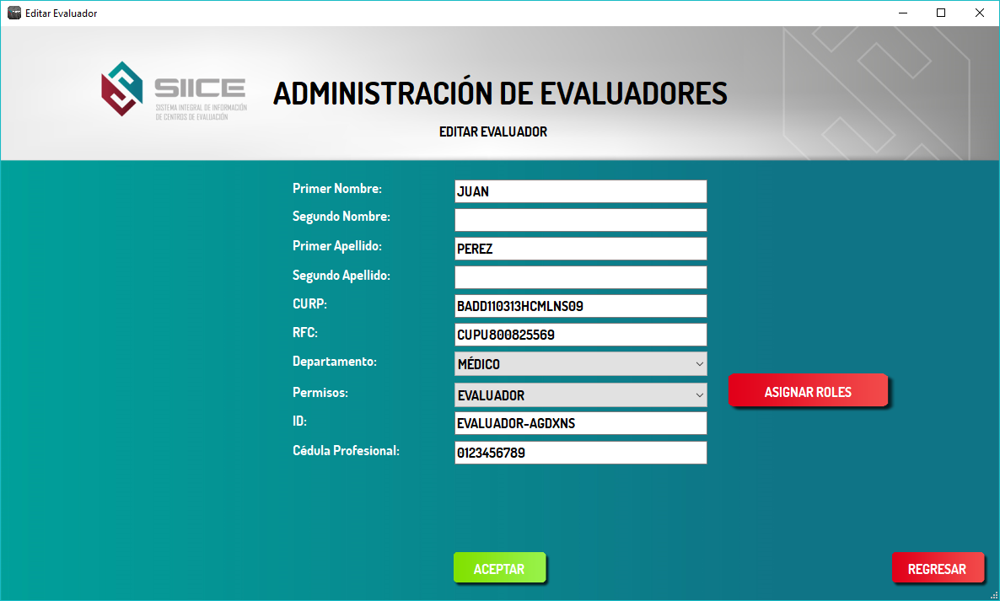 Editar Evaluador
SIICE
SISTEMA INTEGRAL DE INFORMACIÓN
DE CENTROS DE EVALUACIÓN
ADMINISTRACIÓN DE EVALUADORES
EDITAR EVALUADOR
Primer Nombre: JUAN
Segundo Nombre:
Primer Apellido: PEREZ
Segundo Apellido:
CURP: BADD110313HCMLNS09
RFC: CUPU800825569
Departamento: MÉDICO
Permisos: EVALUADOR
ASIGNAR ROLES
ID: EVALUADOR-AGDXNS
Cédula Profesional: 0123456789
ACEPTAR
REGRESAR